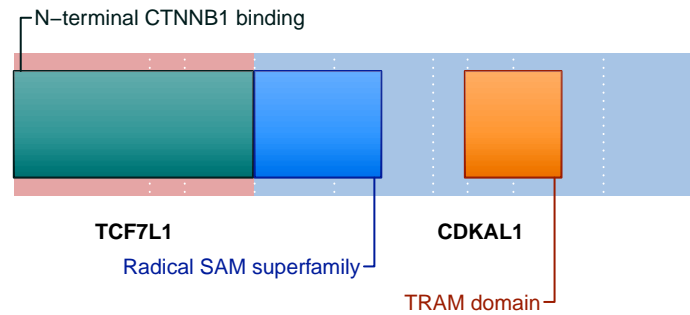 N−terminal CTNNB1 binding
TCF7L1
CDKAL1
Radical SAM superfamily
TRAM domain